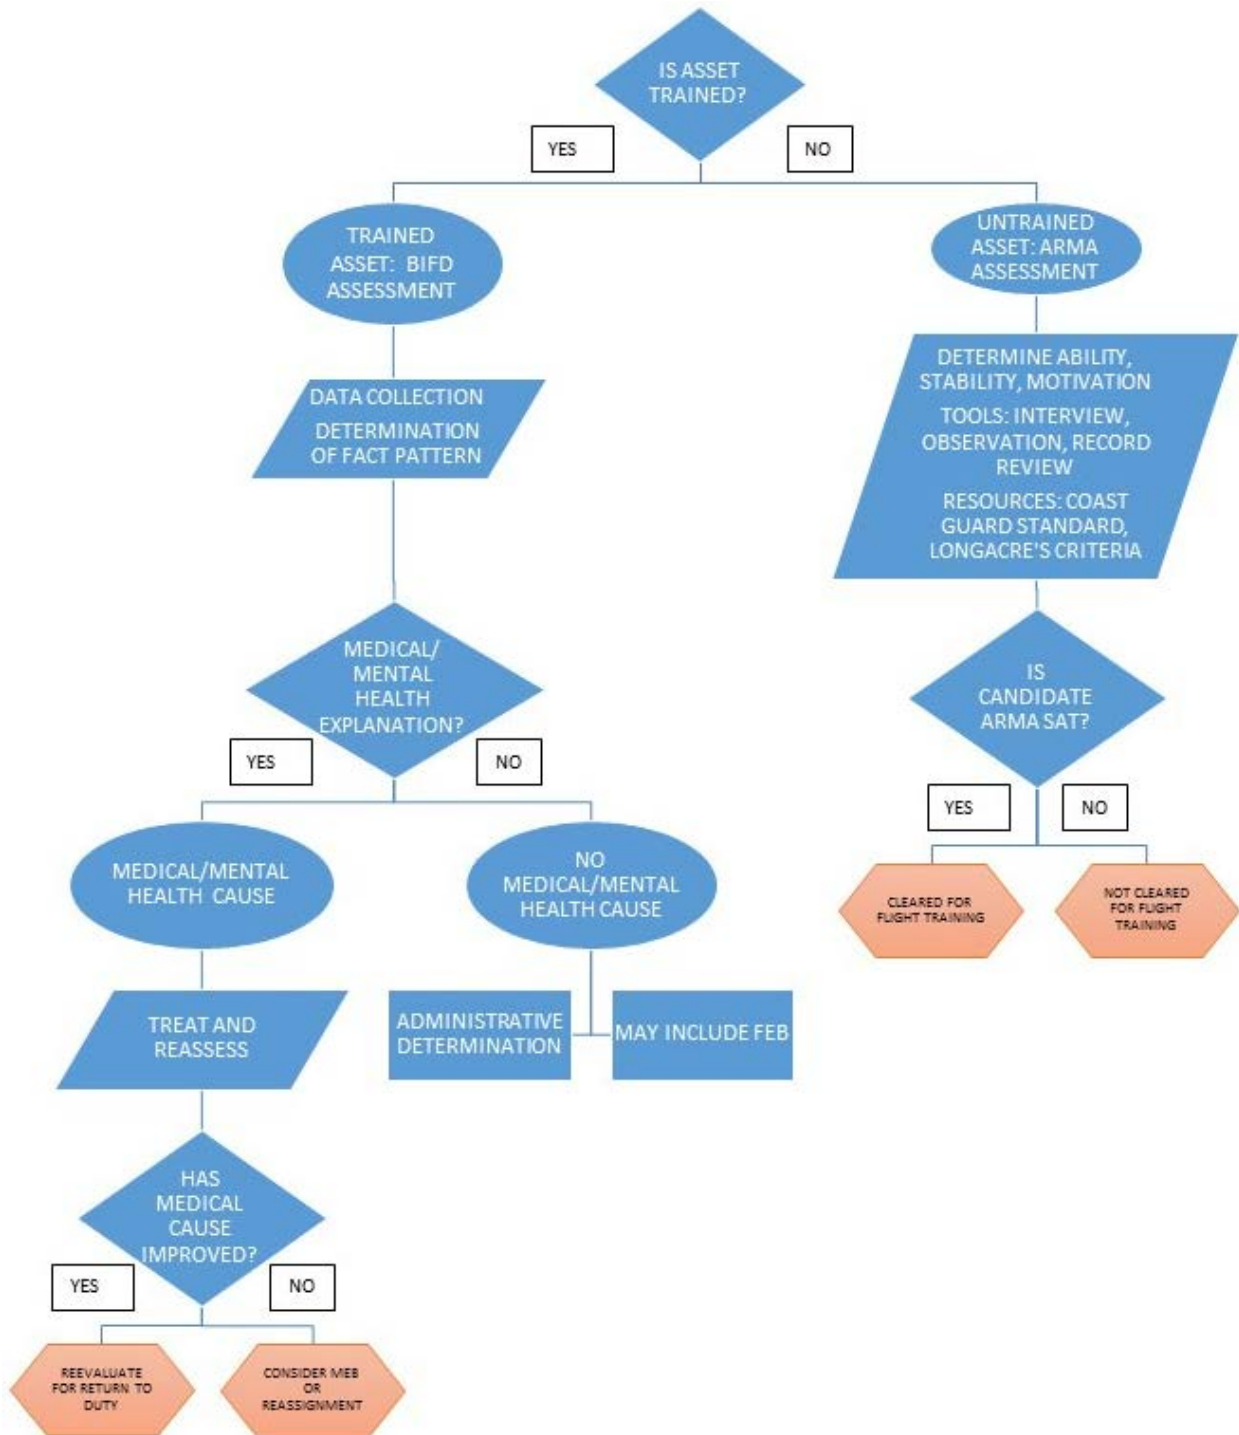 IS ASSET
TRAINED?
YES
NO
TRAINED
ASSET: BIFD
ASSESSMENT
UNTRAINED
ASSET: ARMA
ASSESSMENT
DATA COLLECTION
DETERMINATION
OF FACT PATTERN
DETERMINE ABILITY,
STABILITY, MOTIVATION
TOOLS: INTERVIEW,
OBSERVATION, RECORD
REVIEW
RESOURCES: COAST
GUARD STANDARD,
LONGACRE'S CRITERIA
MEDICAL/
MENTAL
HEALTH
EXPLANATION?
YES
NO
IS
CANDIDATE
ARMA SAT?
YES
NO
MEDICAL/MENTAL
HEALTH CAUSE
NO
MEDICAL/MENTAL
HEALTH CAUSE
CLEARED FOR
FLIGHT TRAINING
NOT CLEARED
FOR FLIGHT
TRAINING
TREAT AND
REASSESS
ADMINISTRATIVE
DETERMINATION
MAY INCLUDE FEB
HAS
MEDICAL
CAUSE
IMPROVED?
YES
NO
REEVALUATE
FOR RETURN TO
DUTY
CONSIDER MEB
OR
REASSIGNMENT